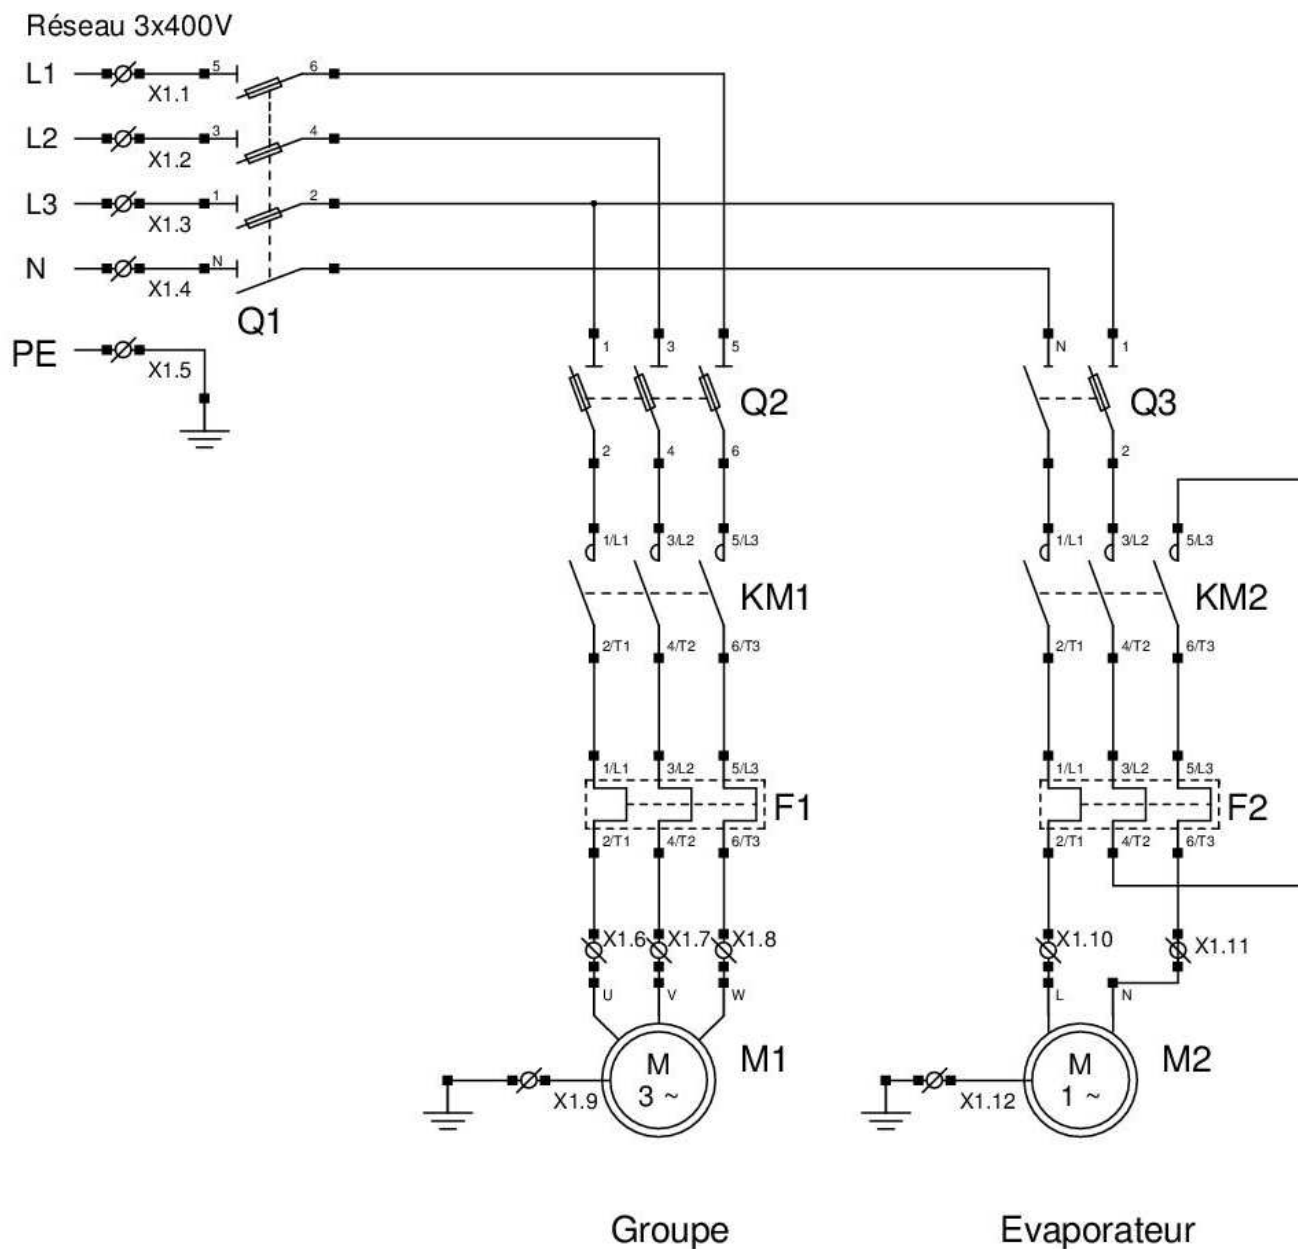 Réseau 3x400V
L1 X1.1 5 6
L2 X1.2 3 4
L3 X1.3 1 2
N X1.4 N
Q1
PE X1.5
1 3 5 N 1
Q2 Q3
2 4 6 2
1/L1 3/L2 5/L3 1/L1 3/L2 5/L3
KM1 KM2
2/T1 4/T2 6/T3 2/T1 4/T2 6/T3
1/L1 3/L2 5/L3 1/L1 3/L2 5/L3
F1 F2
2/T1 4/T2 6/T3 2/T1 4/T2 6/T3
X1.6 X1.7 X1.8 X1.10 X1.11
U V W L N
M M1 M M2
3 ~ 1 ~
X1.9 X1.12
Groupe Evaporateur